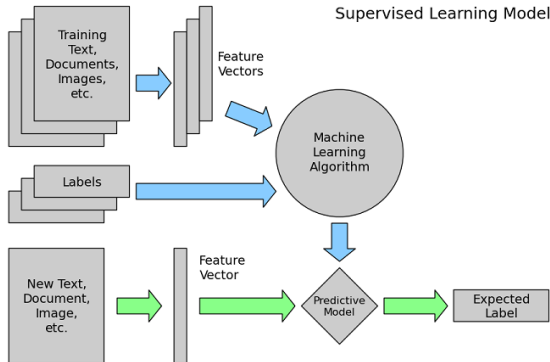 Supervised Learning Model
Training
Text,
Documents,
Images,
etc.
Feature
Vectors
Machine
Learning
Algorithm
Labels
New Text,
Document,
Image,
etc.
Feature
Vector
Predictive
Model
Expected
Label